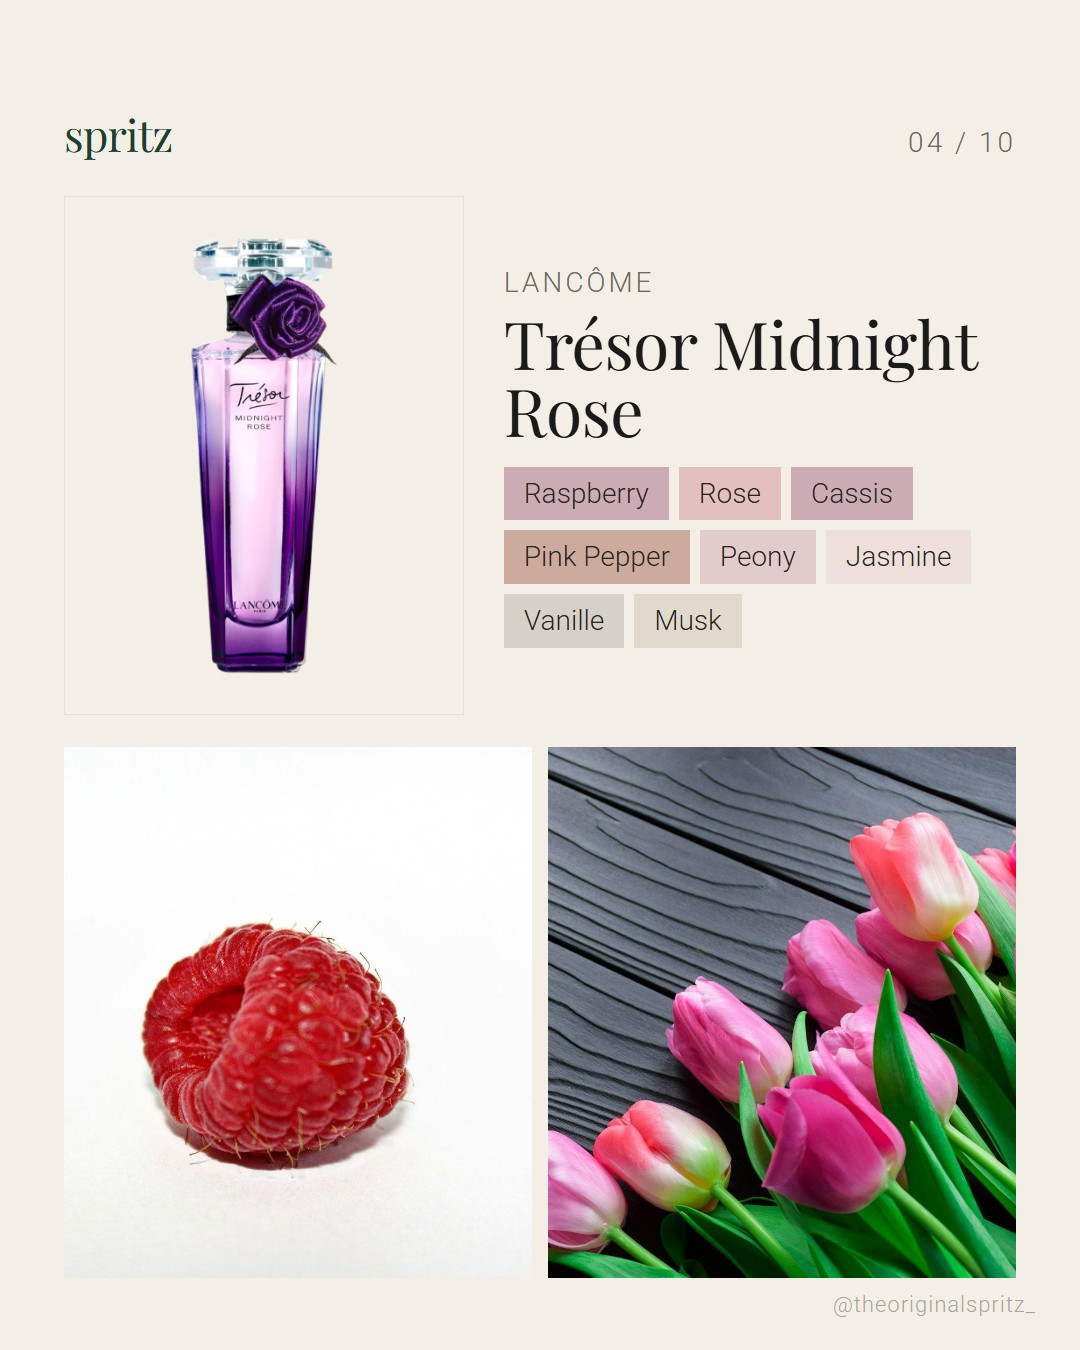 spritz
04 / 10
LANCÔME
Trésor Midnight
Rose
Raspberry Rose Cassis
Pink Pepper Peony Jasmine
Vanille Musk
Trésor
MIDNIGHT
ROSE
LANCÔME
PARIS
@theoriginalspritz_